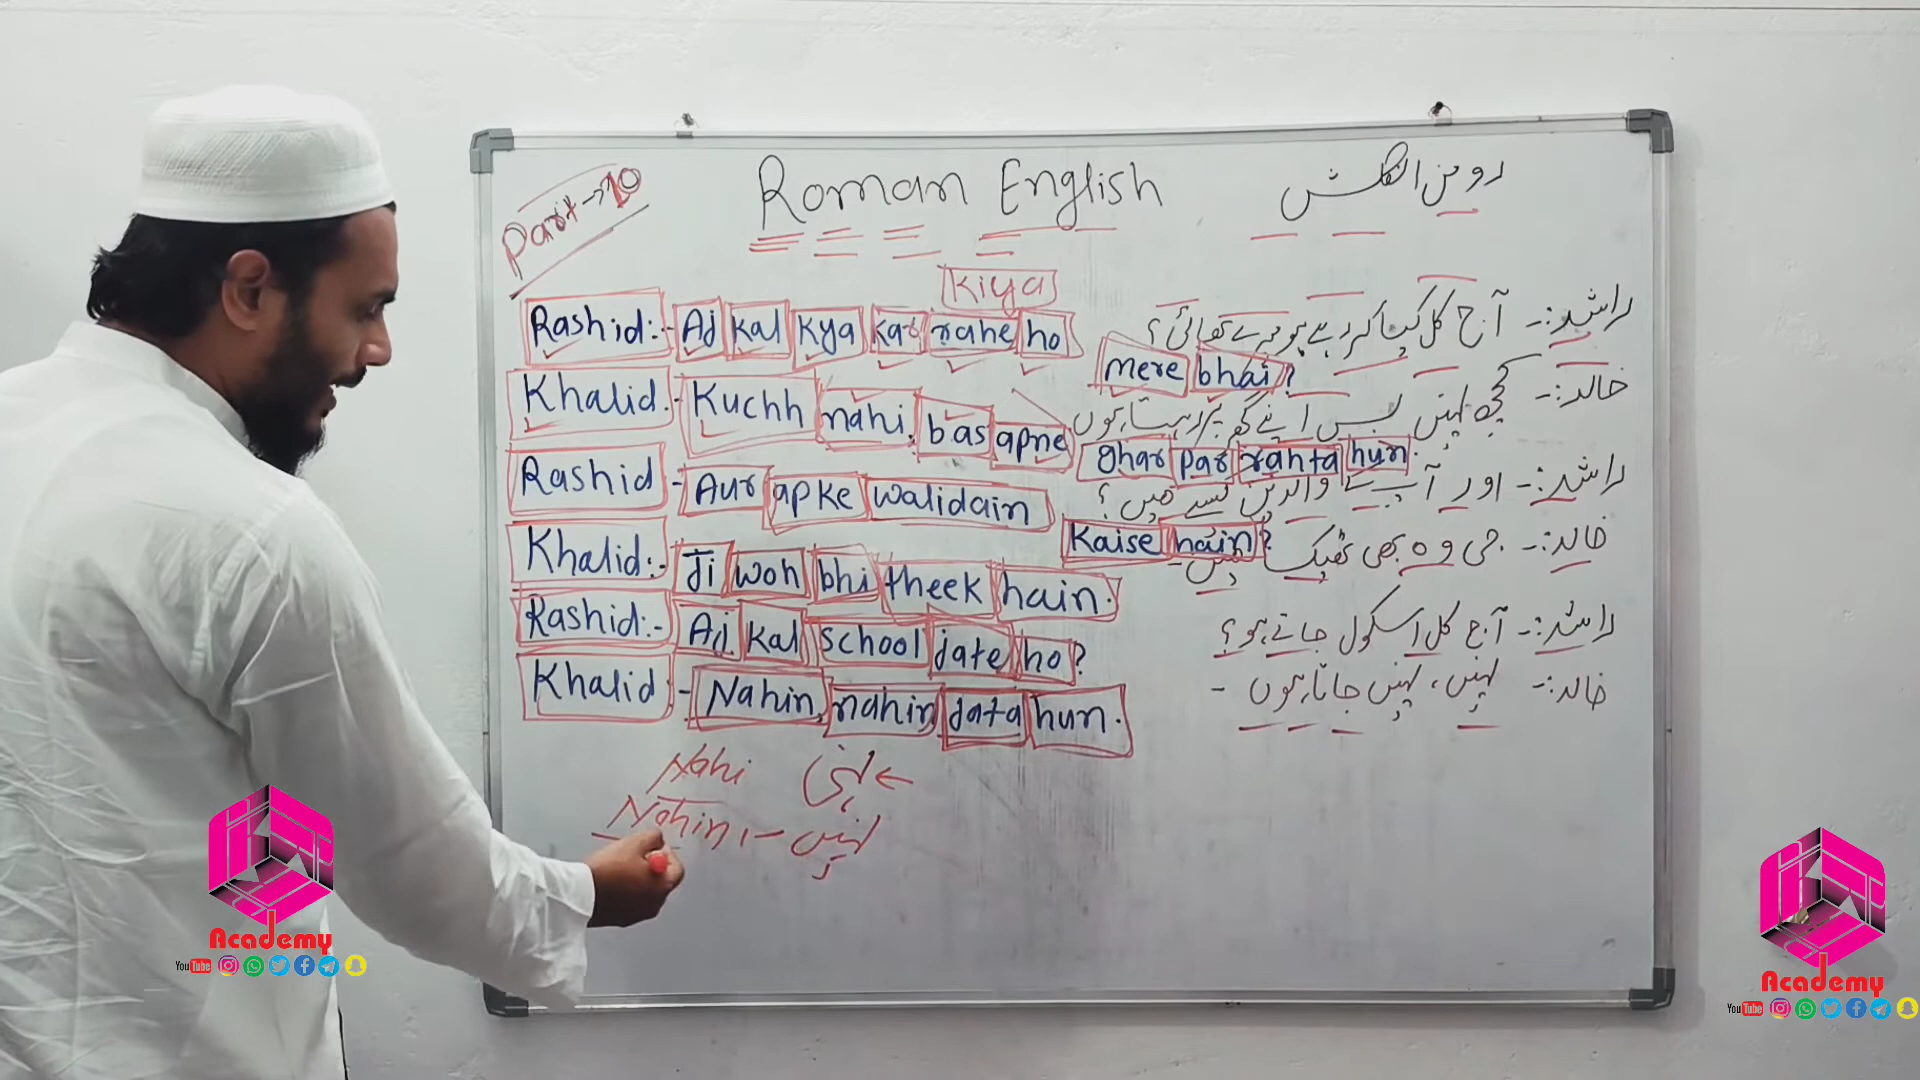 Part → 10
Roman English
رومن انگلش
Kiya
Rashid:- Aj kal kya kar rahe ho
mere bhai?
راشد:- آج کل کیا کر رہے ہو میرے بھائی؟
Khalid:- Kuchh nahi, bas apne
Ghar par rahta hun.
خالد:- کچھ نہیں بس اپنے گھر پر رہتا ہوں
Rashid - Aur apke walidain
Kaise hain?
راشد:- اور آپ کے والدین کیسے ہیں؟
Khalid:- Ji woh bhi theek hain.
خالد:- جی وہ بھی ٹھیک ہیں -
Rashid:- Aj kal school jate ho?
راشد:- آج کل اسکول جاتے ہو؟
Khalid:- Nahin, nahin jata hun.
خالد:- نہیں، نہیں جاتا ہوں -
Nahi نہی ←
Nahin, - نہیں
Academy
YouTube
Academy
YouTube